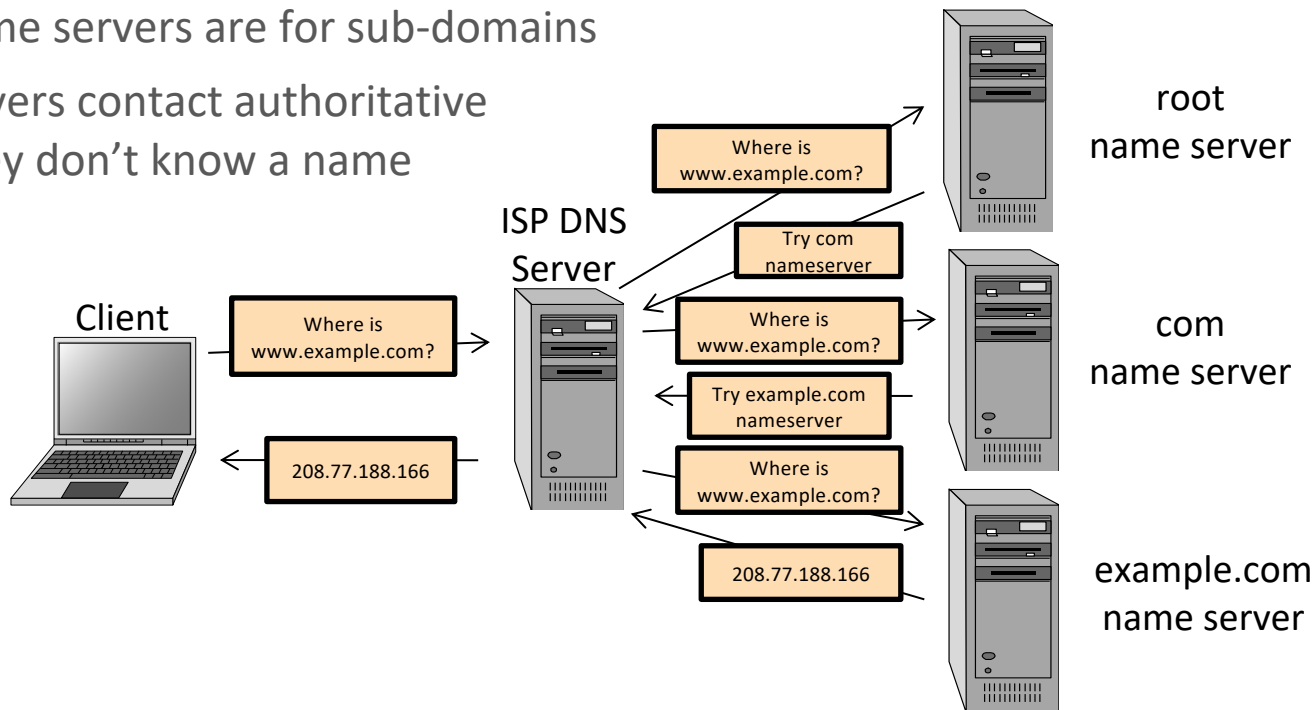 me servers are for sub-domains
vers contact authoritative
y don’t know a name
root
name server
Where is
www.example.com?
ISP DNS
Server
Try com
nameserver
Client
Where is
www.example.com?
Where is
www.example.com?
com
name server
Try example.com
nameserver
208.77.188.166
Where is
www.example.com?
208.77.188.166
example.com
name server